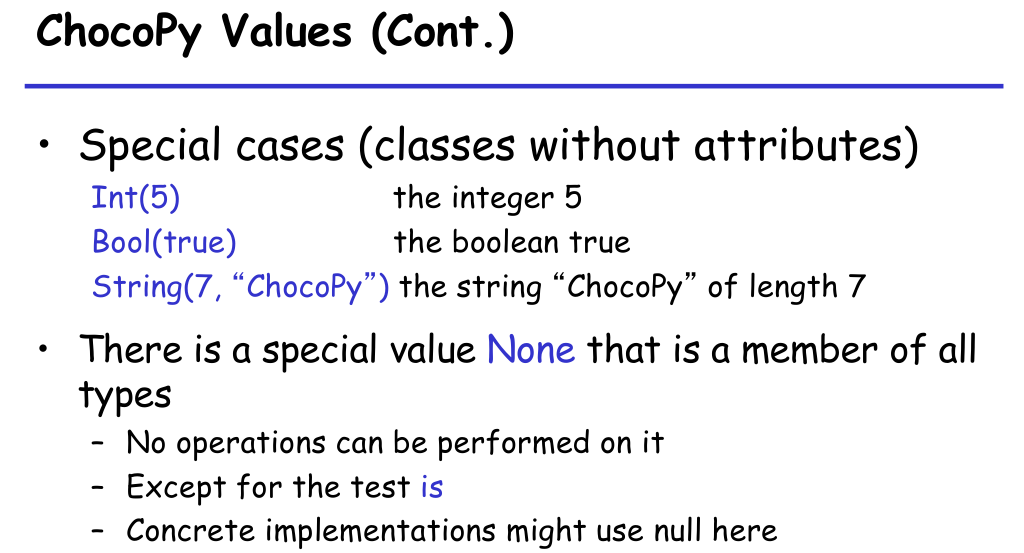 ChocoPy Values (Cont.)
• Special cases (classes without attributes)
Int(5) the integer 5
Bool(true) the boolean true
String(7, “ChocoPy”) the string “ChocoPy” of length 7
• There is a special value None that is a member of all
types
– No operations can be performed on it
– Except for the test is
– Concrete implementations might use null here